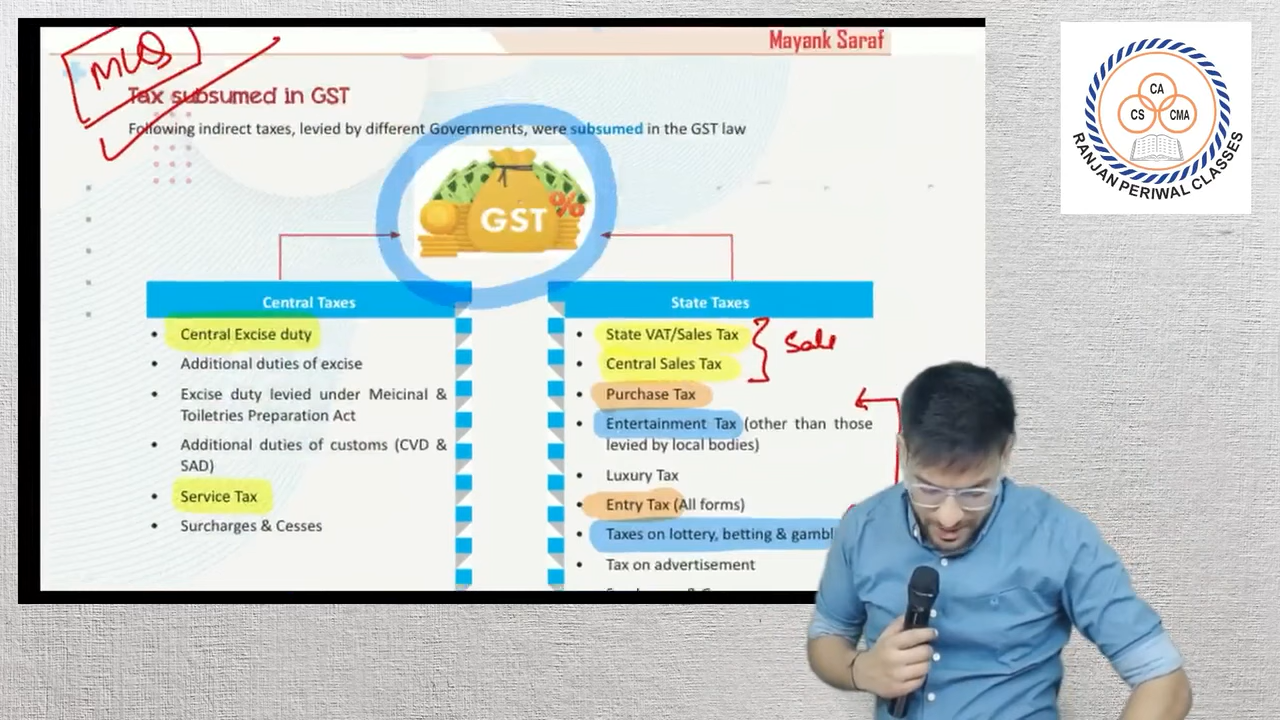 Mayank Saraf
MCQ
Tax subsumed in GST
Following indirect taxes, levied by different Governments, were subsumed in the GST law
GST
%
Central Taxes
• Central Excise duty
• Additional duties of excise
• Excise duty levied under Meicinal &
Toiletries Preparation Act
• Additional duties of customs (CVD &
SAD)
• Service Tax
• Surcharges & Cesses
State Taxes
• State VAT/Sales Tax
• Central Sales Tax
Sale
• Purchase Tax
• Entertainment Tax (other than those
levied by local bodies)
• Luxury Tax
• Entry Tax (All forms)
• Taxes on lottery, betting & gambl
• Tax on advertisement
CA
CS
CMA
RANJAN PERIWAL CLASSES